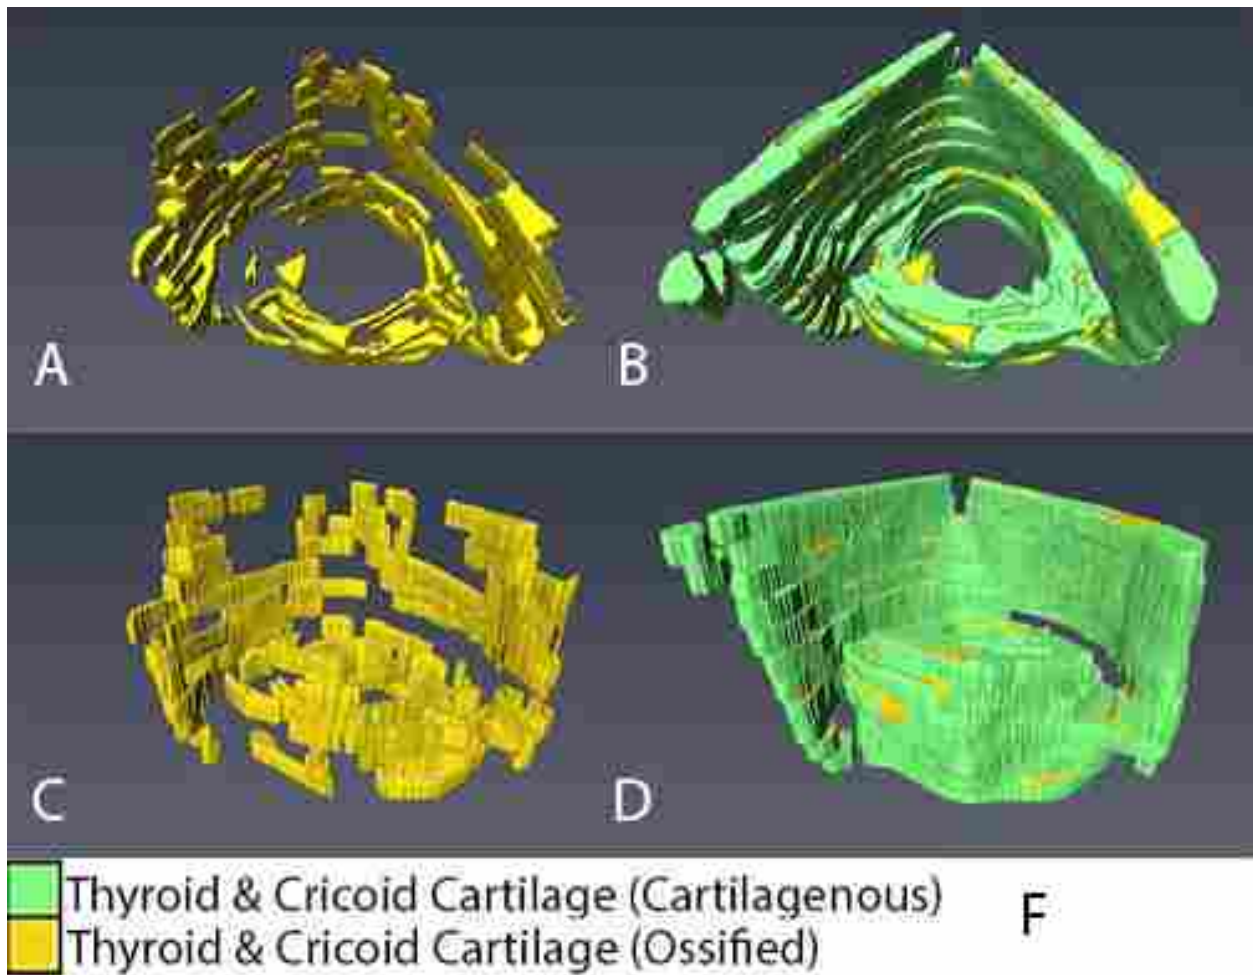 A
B
C
D
Thyroid & Cricoid Cartilage (Cartilagenous)
F
Thyroid & Cricoid Cartilage (Ossified)